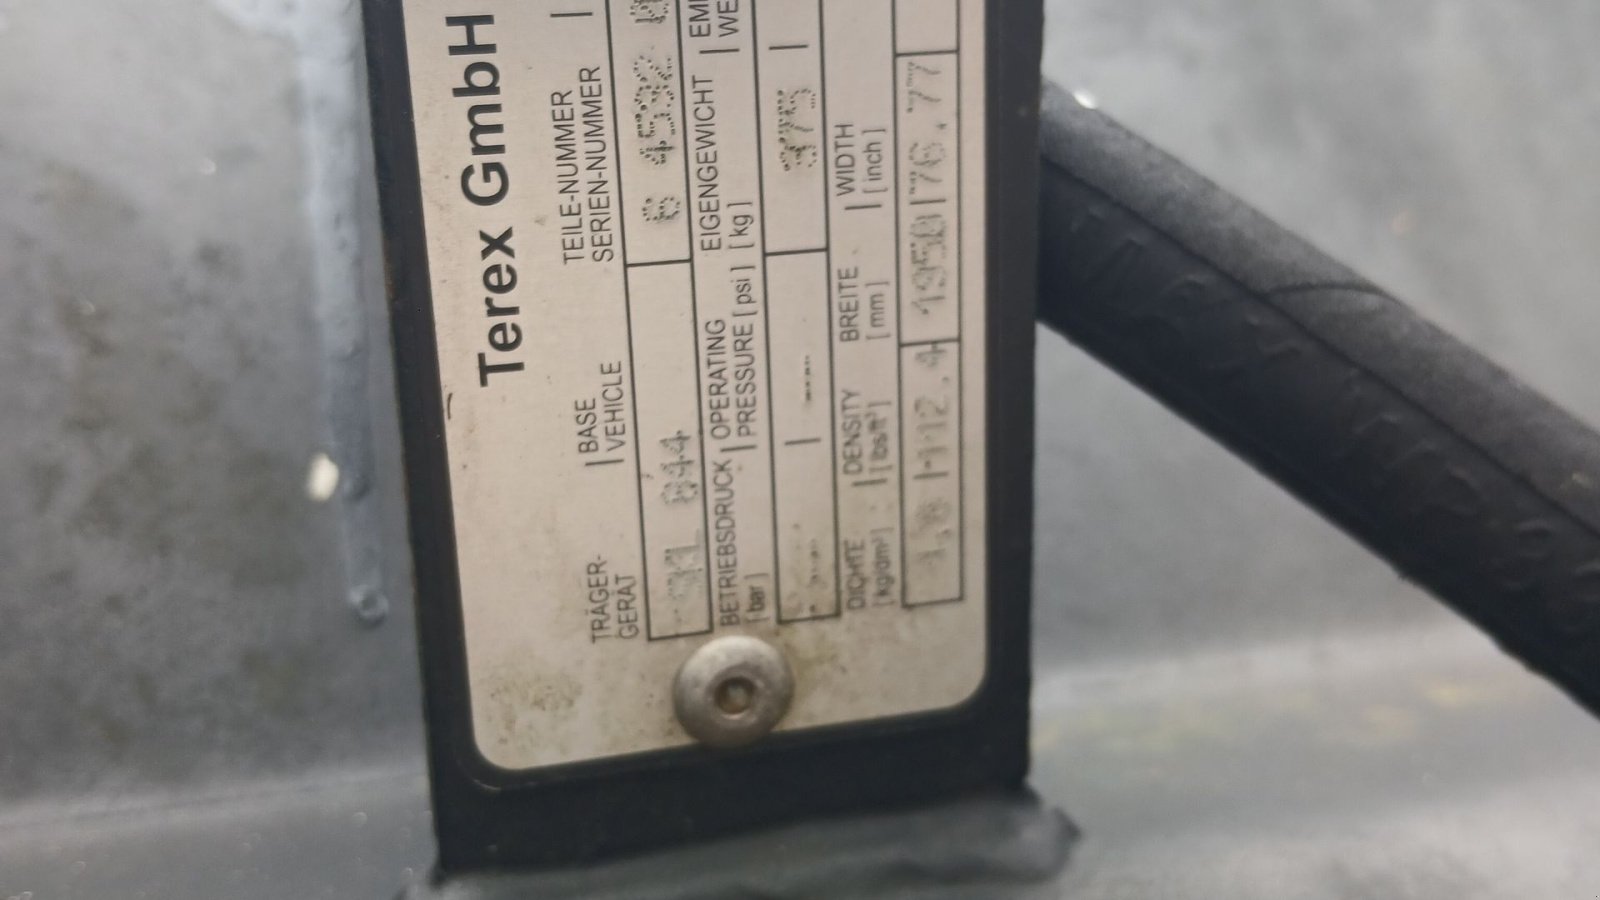 Terex GmbH
TRÄGER- | BASE TEILE-NUMMER |
GERÄT VEHICLE SERIEN-NUMMER
844
BETRIEBSDRUCK | OPERATING EIGENGEWICHT |
[bar] PRESSURE [psi] [kg]
--- | --- 375 |
DICHTE | DENSITY BREITE | WIDTH
[kg/dm³] [lbs/ft³] [mm] [inch]
1,8 112.4 1950 76.77